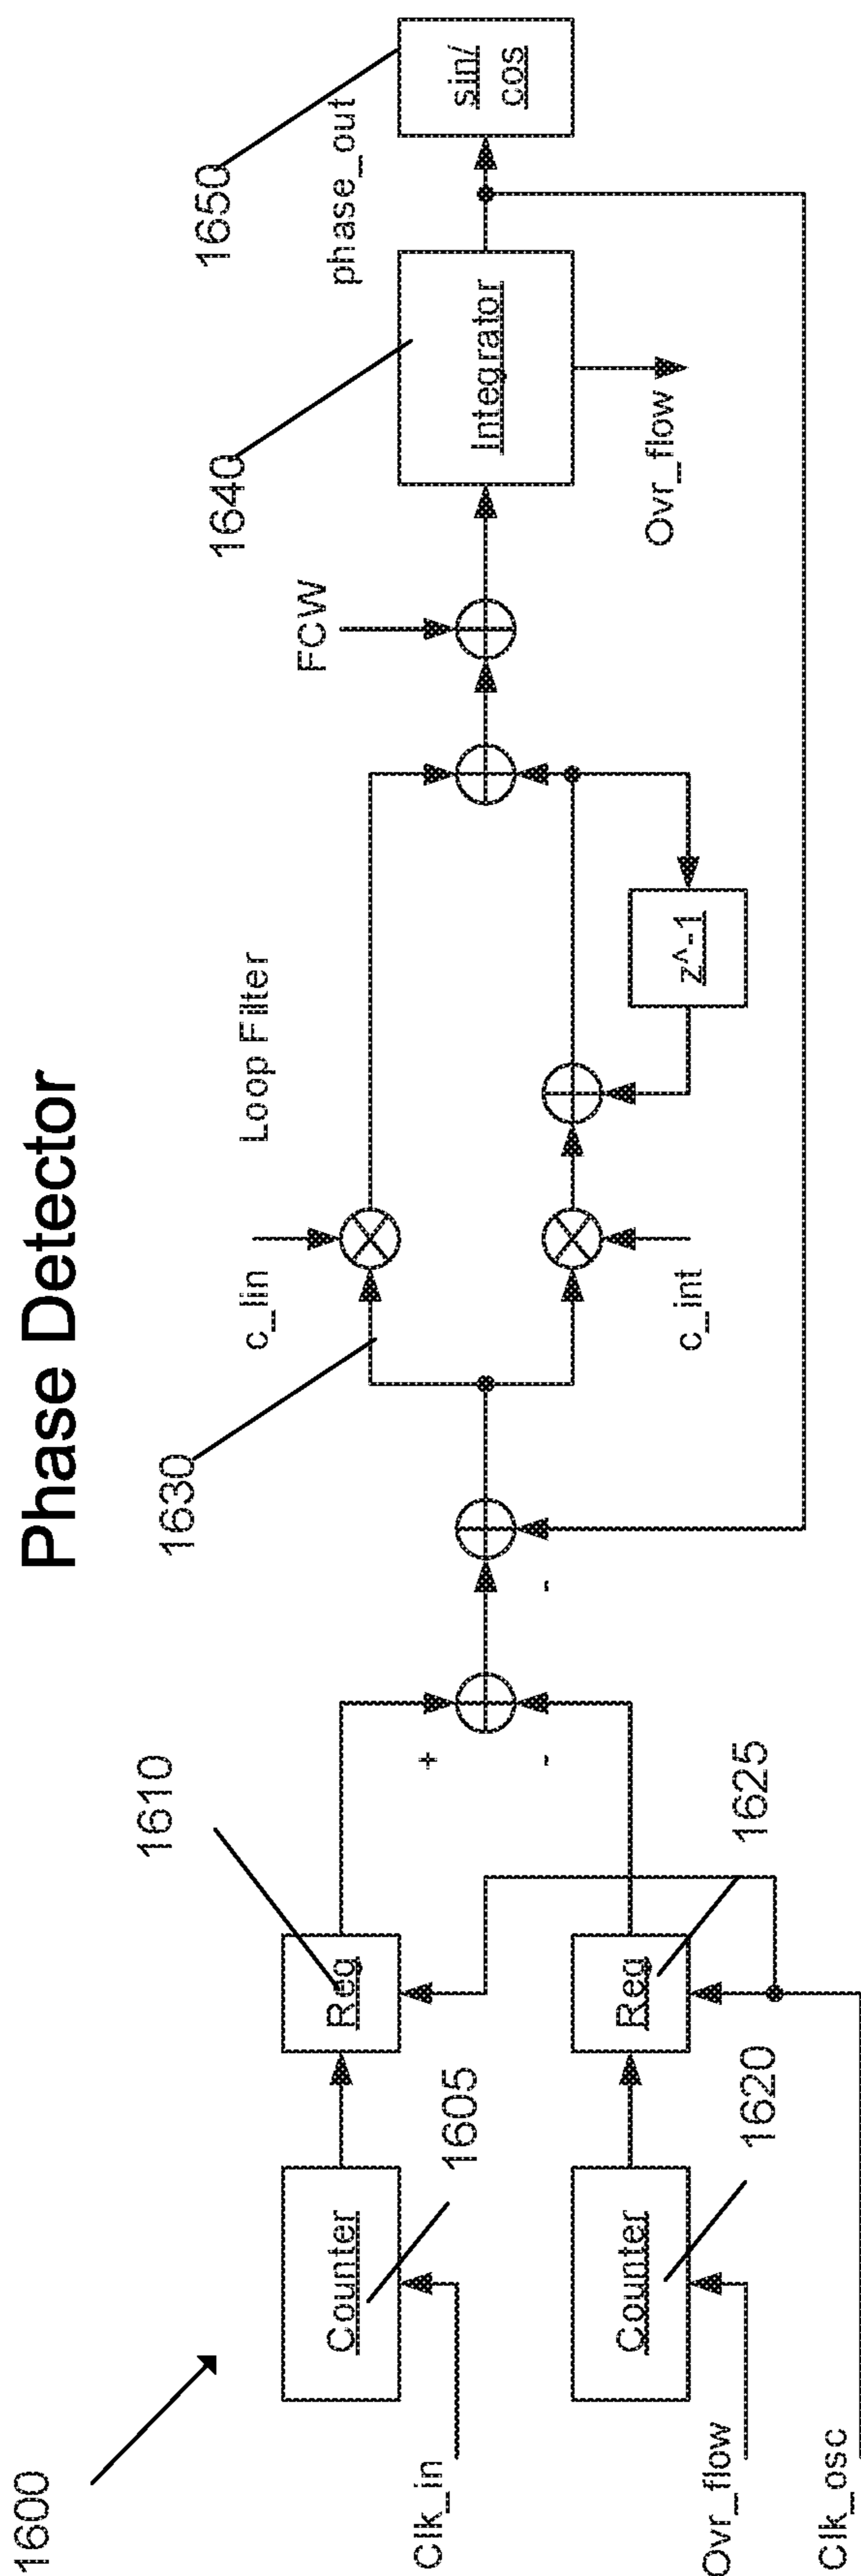 Phase Detector
1600
Clk_in
Counter
1605
Reg
1610
Ovr_flow
Counter
1620
Reg
1625
Clk_osc
+
-
-
1630
c_lin
c_int
Loop Filter
z^-1
FCW
1640
Integrator
Ovr_flow
phase_out
1650
sin/
cos